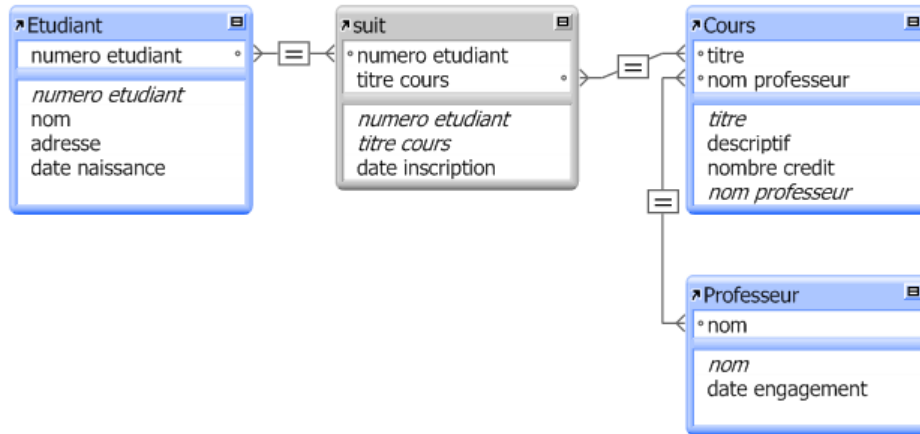 Etudiant
numero etudiant
numero etudiant
nom
adresse
date naissance
suit
numero etudiant
titre cours
numero etudiant
titre cours
date inscription
Cours
titre
nom professeur
titre
descriptif
nombre credit
nom professeur
Professeur
nom
nom
date engagement